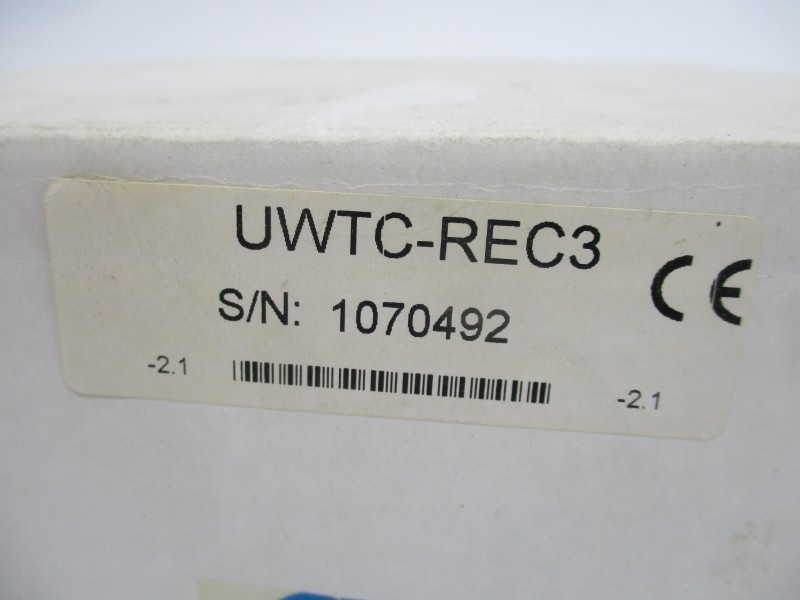 UWTC-REC3
S/N: 1070492
CE
-2.1
-2.1